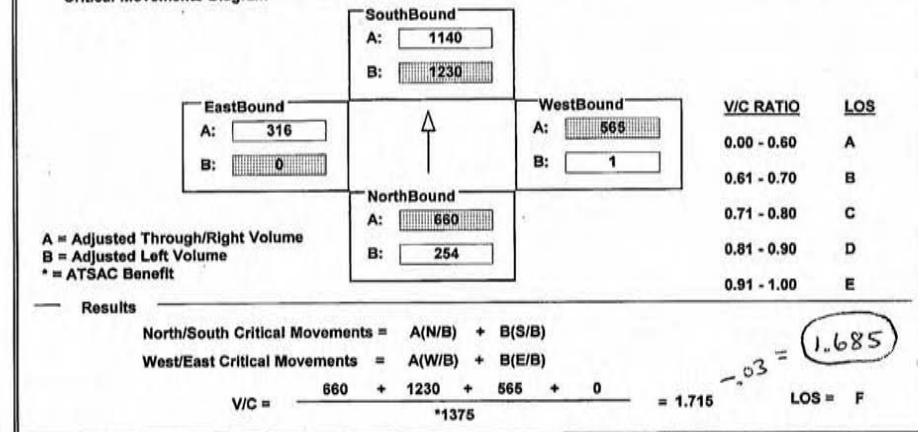 SouthBound
A: 1140
B: 1230
EastBound
A: 316
B: 0
WestBound
A: 565
B: 1
NorthBound
A: 660
B: 254
V/C RATIO LOS
0.00 - 0.60 A
0.61 - 0.70 B
0.71 - 0.80 C
0.81 - 0.90 D
0.91 - 1.00 E
A = Adjusted Through/Right Volume
B = Adjusted Left Volume
* = ATSAC Benefit
Results
North/South Critical Movements = A(N/B) + B(S/B)
West/East Critical Movements = A(W/B) + B(E/B)
V/C = 660 + 1230 + 565 + 0 = 1.715
*1375
-.03 = 1.685
LOS = F